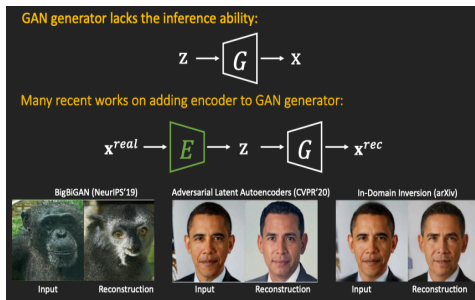 GAN generator lacks the inference ability:
z G x
Many recent works on adding encoder to GAN generator:
x^real E z G x^rec
BigBiGAN (NeurIPS'19) Adversarial Latent Autoencoders (CVPR'20) In-Domain Inversion (arXiv)
Input Reconstruction Input Reconstruction Input Reconstruction